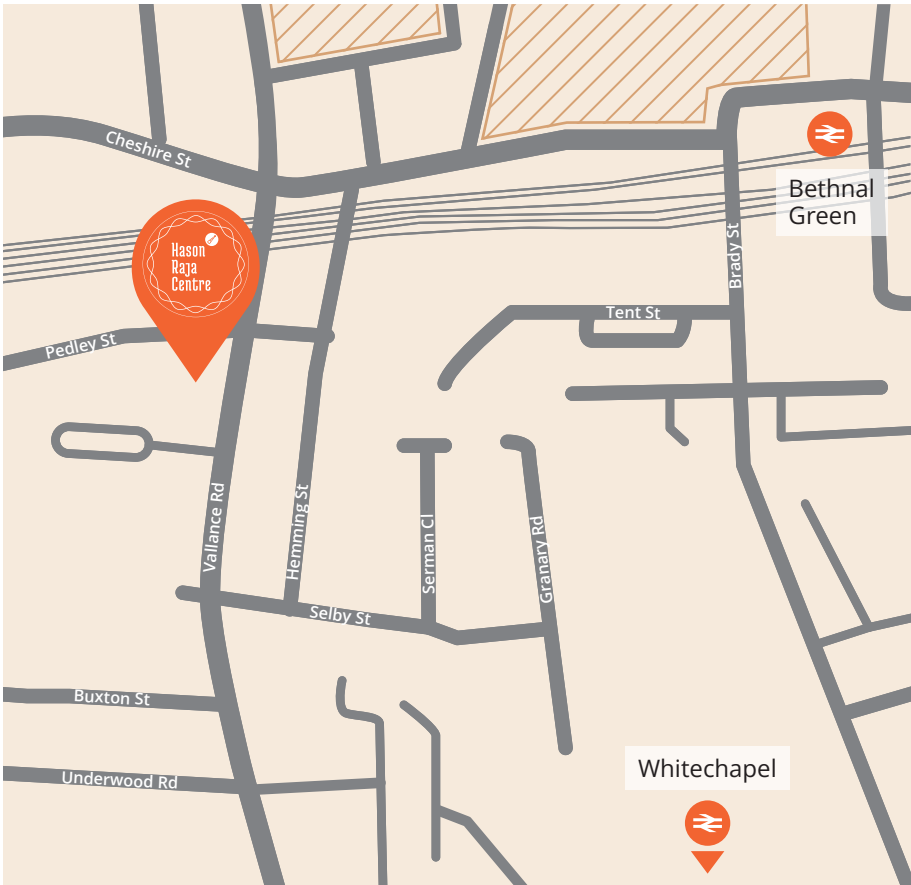 Cheshire St
Bethnal
Green
Hason
Raja
Centre
Brady St
Tent St
Pedley St
Vallance Rd
Hemming St
Serman Cl
Granary Rd
Selby St
Buxton St
Underwood Rd
Whitechapel